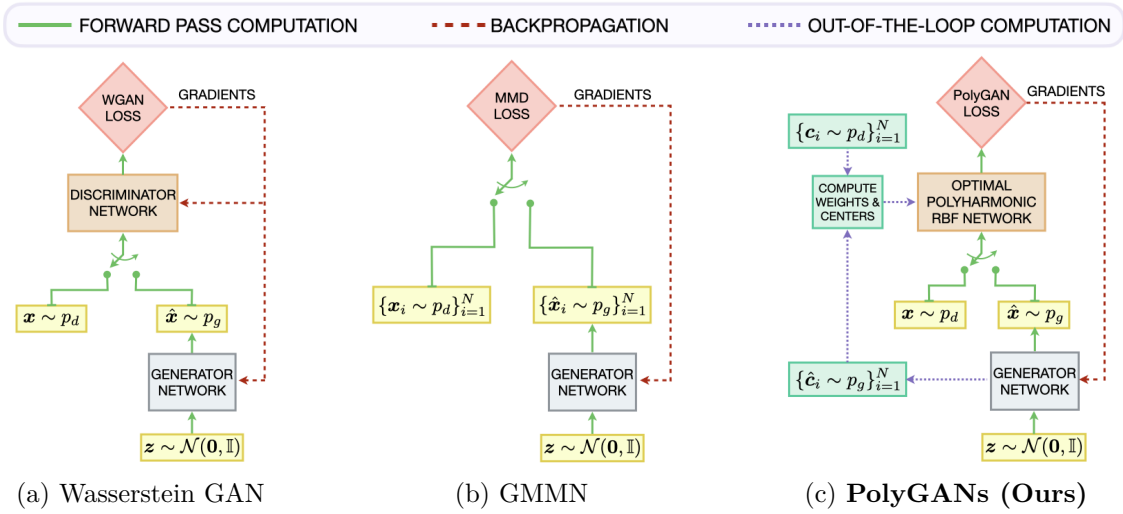 FORWARD PASS COMPUTATION BACKPROPAGATION OUT-OF-THE-LOOP COMPUTATION
WGAN
LOSS
GRADIENTS
DISCRIMINATOR
NETWORK
x ∼ p_d
x̂ ∼ p_g
GENERATOR
NETWORK
z ∼ 𝒩(0, 𝕀)
(a) Wasserstein GAN
MMD
LOSS
GRADIENTS
{x_i ∼ p_d}_{i=1}^N
{x̂_i ∼ p_g}_{i=1}^N
GENERATOR
NETWORK
z ∼ 𝒩(0, 𝕀)
(b) GMMN
PolyGAN
LOSS
GRADIENTS
{c_i ∼ p_d}_{i=1}^N
COMPUTE
WEIGHTS &
CENTERS
OPTIMAL
POLYHARMONIC
RBF NETWORK
x ∼ p_d
x̂ ∼ p_g
{ĉ_i ∼ p_g}_{i=1}^N
GENERATOR
NETWORK
z ∼ 𝒩(0, 𝕀)
(c) PolyGANs (Ours)